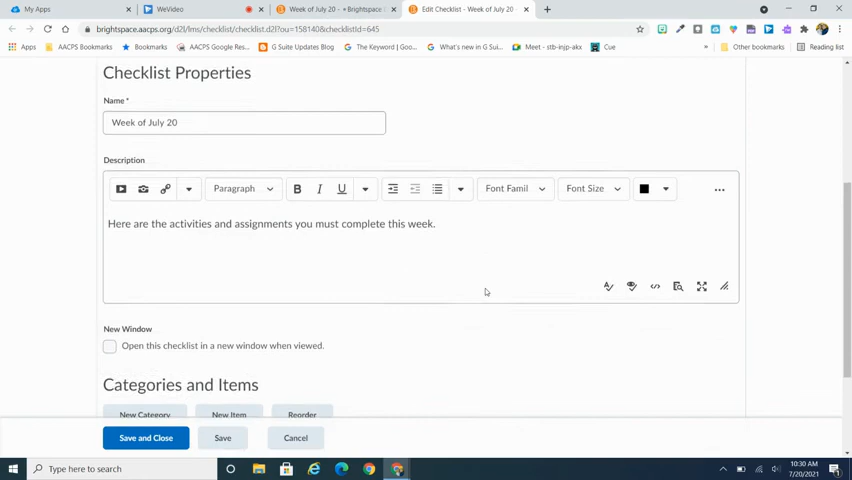 My Apps
WeVideo
Week of July 20 - +Brightspace
Edit Checklist - Week of July 20
brightspace.aacps.org/d2l/lms/checklist/checklist.d2l?ou=158140&checklistId=645
Apps
AACPS Bookmarks
Bookmarks
AACPS Google Res...
G Suite Updates Blog
The Keyword | Goo...
What's new in G Sui...
Meet - stb-injp-akx
Cue
»
Other bookmarks
Reading list
Checklist Properties
Name *
Week of July 20
Description
Paragraph
B I U
Font Famil
Font Size
Here are the activities and assignments you must complete this week.
New Window
Open this checklist in a new window when viewed.
Categories and Items
New Category
New Item
Reorder
Save and Close
Save
Cancel
Type here to search
10:30 AM
7/20/2021